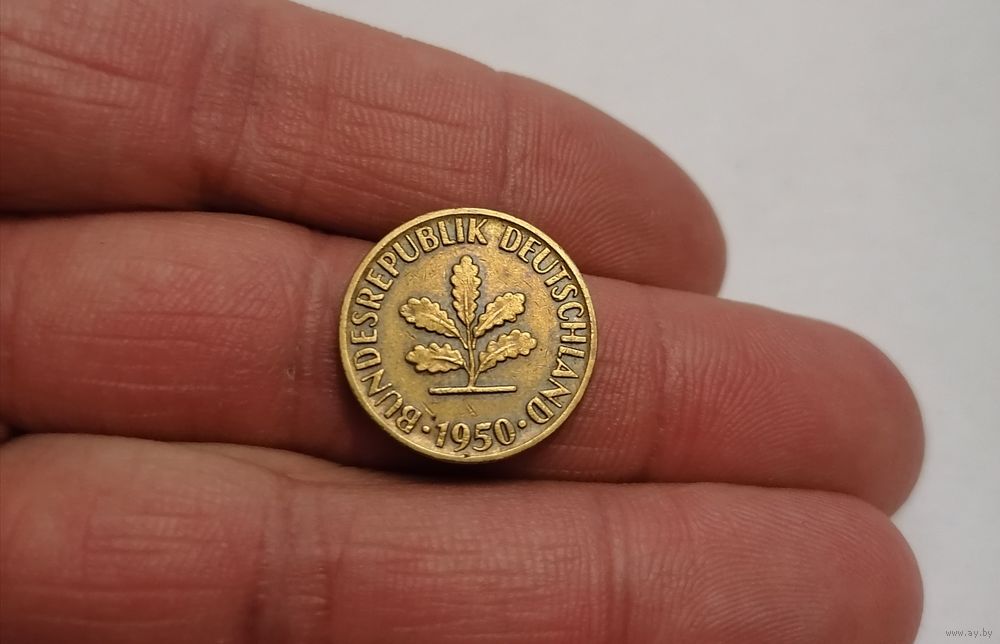 BUNDESREPUBLIK DEUTSCHLAND
· 1950 ·
www.ay.by